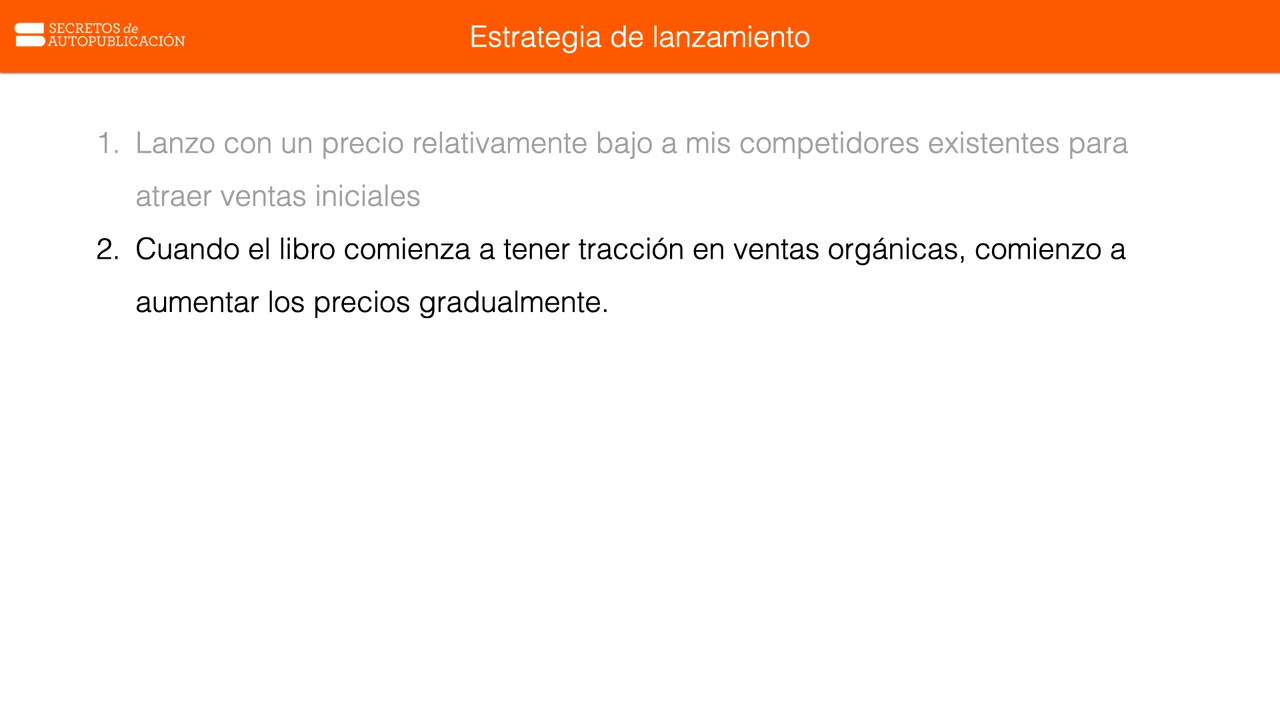 SECRETOS de
AUTOPUBLICACIÓN
Estrategia de lanzamiento
1. Lanzo con un precio relativamente bajo a mis competidores existentes para
atraer ventas iniciales
2. Cuando el libro comienza a tener tracción en ventas orgánicas, comienzo a
aumentar los precios gradualmente.